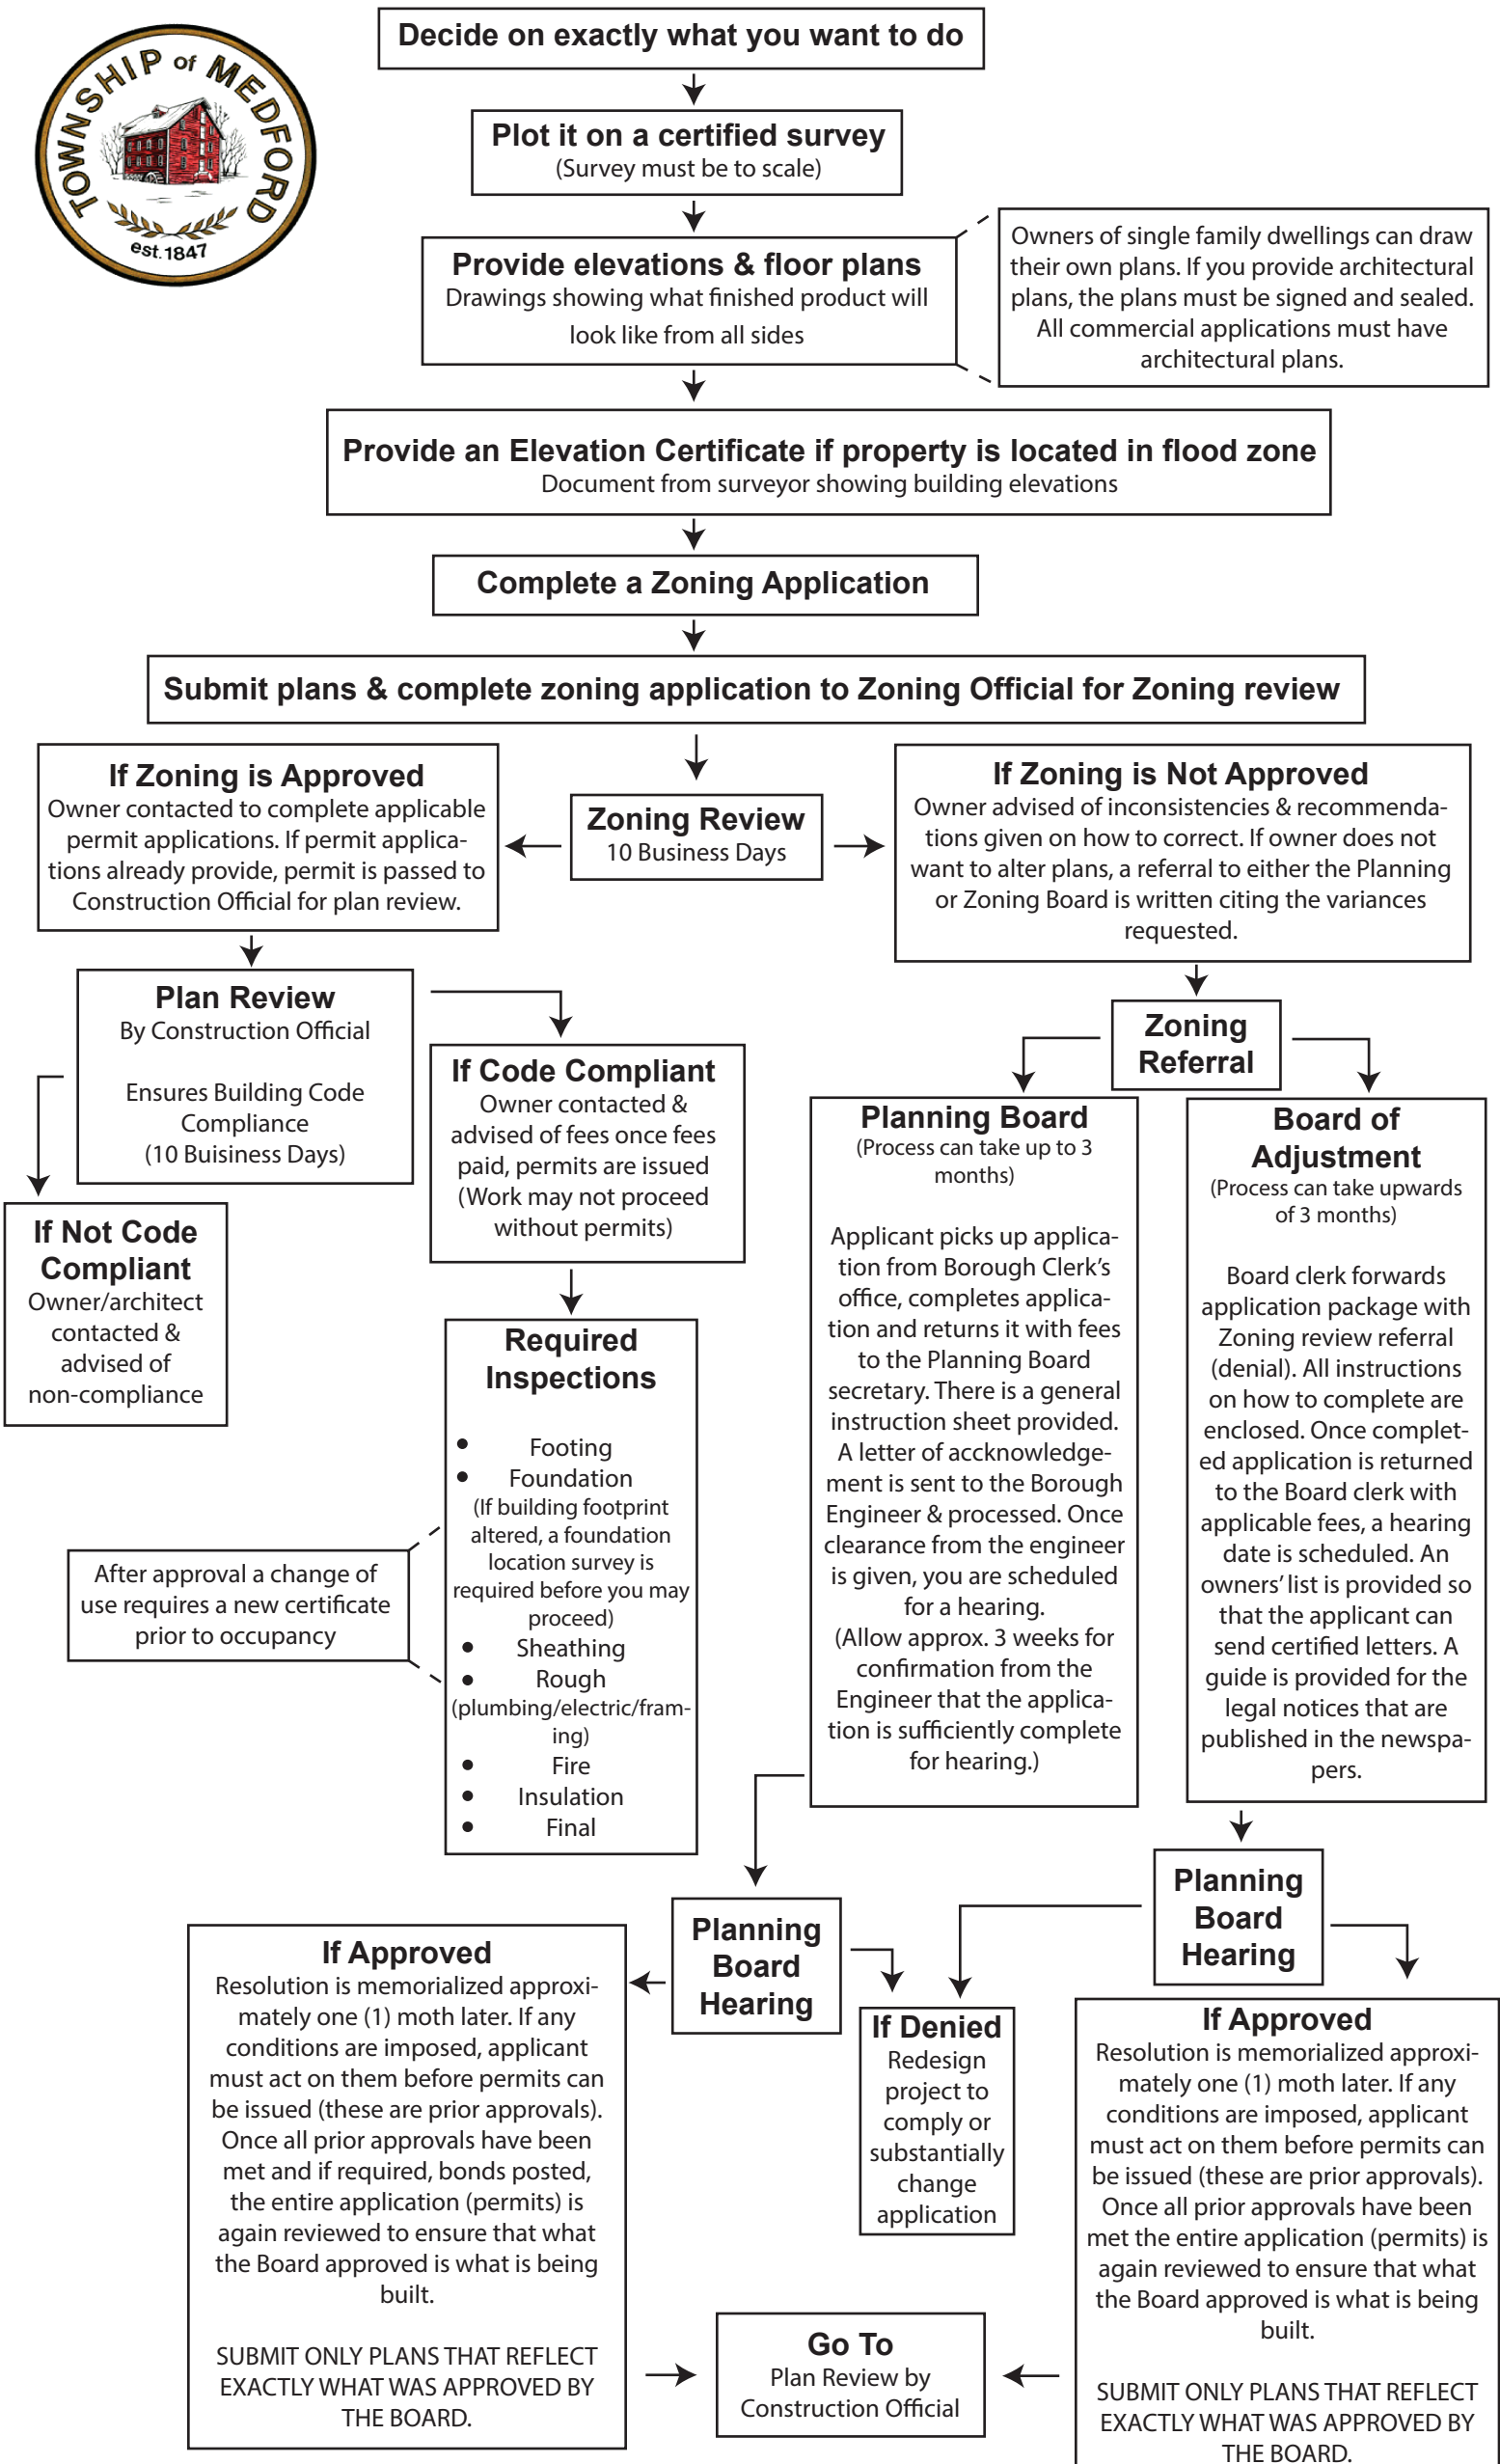 TOWNSHIP of MEDFORD
est. 1847
Decide on exactly what you want to do
Plot it on a certified survey
(Survey must be to scale)
Provide elevations & floor plans
Drawings showing what finished product will
look like from all sides
Owners of single family dwellings can draw
their own plans. If you provide architectural
plans, the plans must be signed and sealed.
All commercial applications must have
architectural plans.
Provide an Elevation Certificate if property is located in flood zone
Document from surveyor showing building elevations
Complete a Zoning Application
Submit plans & complete zoning application to Zoning Official for Zoning review
If Zoning is Approved
Owner contacted to complete applicable
permit applications. If permit applica-
tions already provide, permit is passed to
Construction Official for plan review.
Zoning Review
10 Business Days
If Zoning is Not Approved
Owner advised of inconsistencies & recommenda-
tions given on how to correct. If owner does not
want to alter plans, a referral to either the Planning
or Zoning Board is written citing the variances
requested.
Plan Review
By Construction Official
Ensures Building Code
Compliance
(10 Buisiness Days)
If Code Compliant
Owner contacted &
advised of fees once fees
paid, permits are issued
(Work may not proceed
without permits)
If Not Code
Compliant
Owner/architect
contacted &
advised of
non-compliance
Required
Inspections
• Footing
• Foundation
(If building footprint
altered, a foundation
location survey is
required before you may
proceed)
• Sheathing
• Rough
(plumbing/electric/fram-
ing)
• Fire
• Insulation
• Final
After approval a change of
use requires a new certificate
prior to occupancy
Zoning
Referral
Planning Board
(Process can take up to 3
months)
Applicant picks up applica-
tion from Borough Clerk's
office, completes applica-
tion and returns it with fees
to the Planning Board
secretary. There is a general
instruction sheet provided.
A letter of accknowledge-
ment is sent to the Borough
Engineer & processed. Once
clearance from the engineer
is given, you are scheduled
for a hearing.
(Allow approx. 3 weeks for
confirmation from the
Engineer that the applica-
tion is sufficiently complete
for hearing.)
Board of
Adjustment
(Process can take upwards
of 3 months)
Board clerk forwards
application package with
Zoning review referral
(denial). All instructions
on how to complete are
enclosed. Once complet-
ed application is returned
to the Board clerk with
applicable fees, a hearing
date is scheduled. An
owners' list is provided so
that the applicant can
send certified letters. A
guide is provided for the
legal notices that are
published in the newspa-
pers.
Planning
Board
Hearing
Planning
Board
Hearing
If Approved
Resolution is memorialized approxi-
mately one (1) moth later. If any
conditions are imposed, applicant
must act on them before permits can
be issued (these are prior approvals).
Once all prior approvals have been
met and if required, bonds posted,
the entire application (permits) is
again reviewed to ensure that what
the Board approved is what is being
built.
SUBMIT ONLY PLANS THAT REFLECT
EXACTLY WHAT WAS APPROVED BY
THE BOARD.
If Denied
Redesign
project to
comply or
substantially
change
application
If Approved
Resolution is memorialized approxi-
mately one (1) moth later. If any
conditions are imposed, applicant
must act on them before permits can
be issued (these are prior approvals).
Once all prior approvals have been
met the entire application (permits) is
again reviewed to ensure that what
the Board approved is what is being
built.
SUBMIT ONLY PLANS THAT REFLECT
EXACTLY WHAT WAS APPROVED BY
THE BOARD.
Go To
Plan Review by
Construction Official